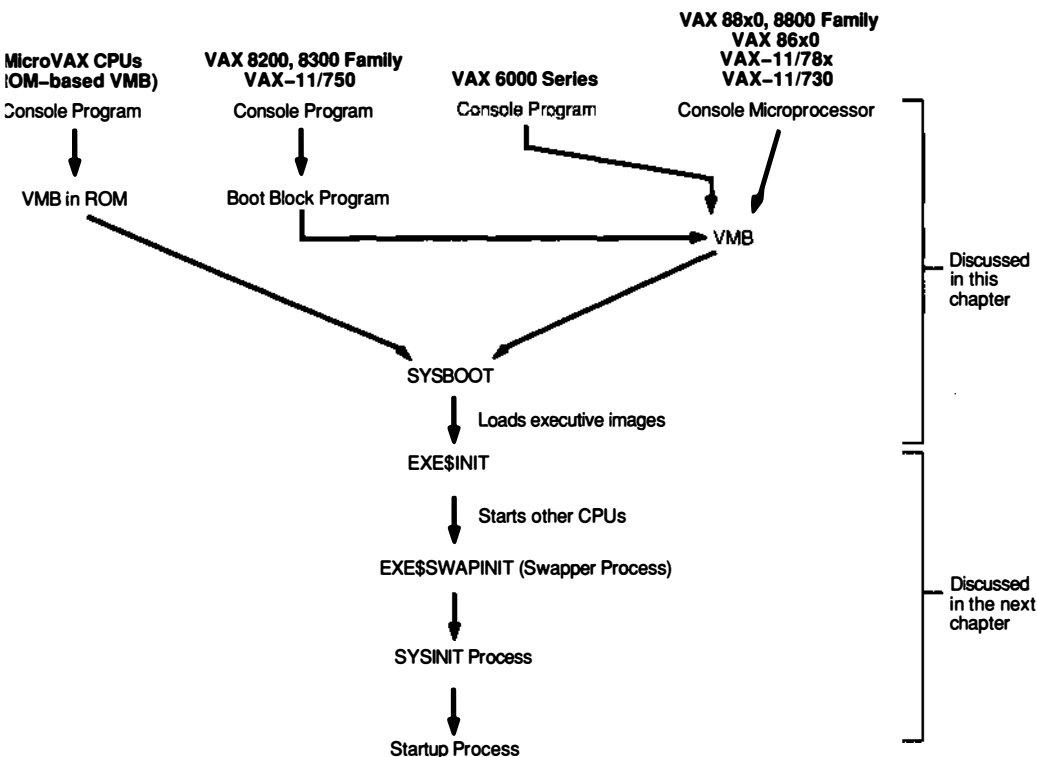 MicroVAX CPUs
OM–based VMB)
Console Program
VMB in ROM
VAX 8200, 8300 Family
VAX–11/750
Console Program
Boot Block Program
VAX 6000 Series
Console Program
VAX 88x0, 8800 Family
VAX 86x0
VAX–11/78x
VAX–11/730
Console Microprocessor
VMB
SYSBOOT
Loads executive images
EXE$INIT
Discussed
in this
chapter
Starts other CPUs
EXE$SWAPINIT (Swapper Process)
SYSINIT Process
Startup Process
Discussed
in the next
chapter